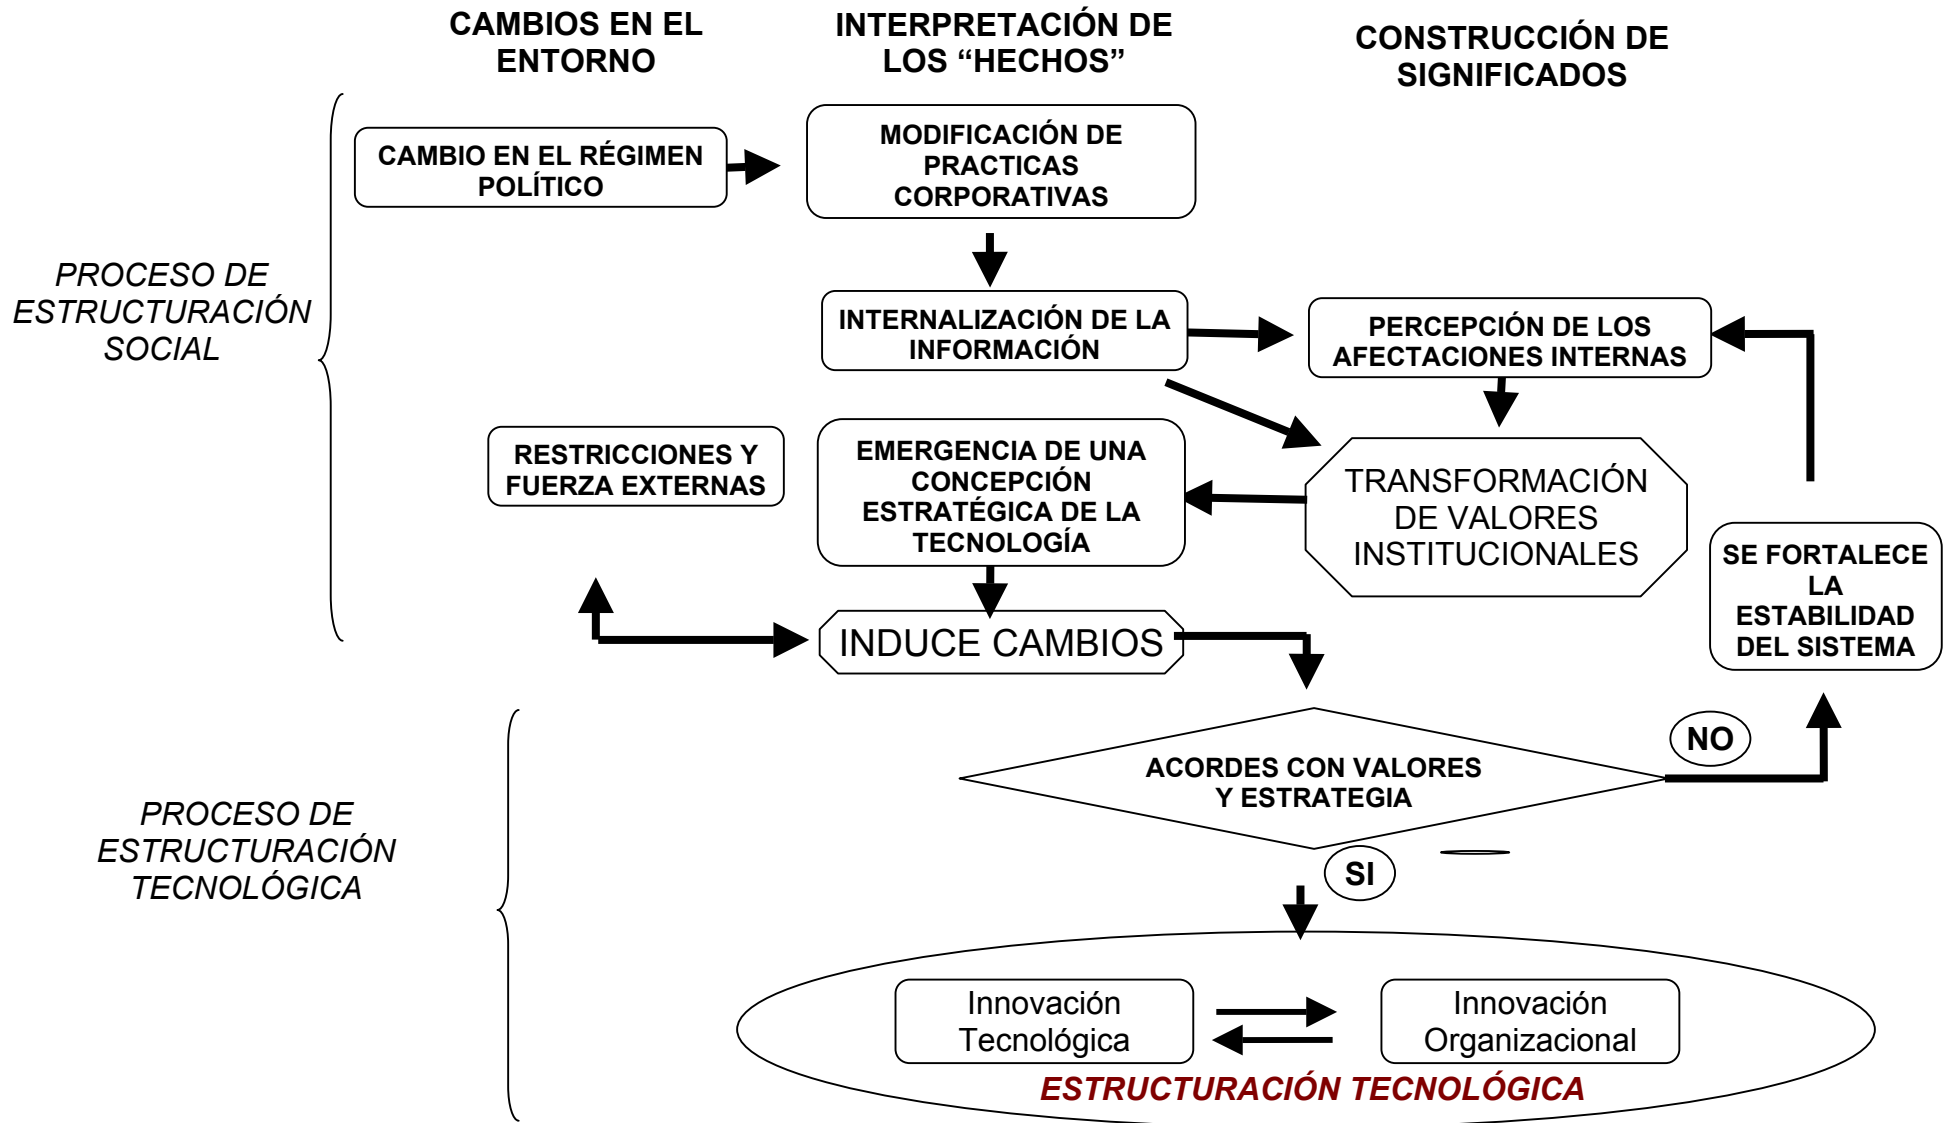 CAMBIOS EN EL
ENTORNO
INTERPRETACIÓN DE
LOS “HECHOS”
CONSTRUCCIÓN DE
SIGNIFICADOS
CAMBIO EN EL RÉGIMEN
POLÍTICO
MODIFICACIÓN DE
PRACTICAS
CORPORATIVAS
PROCESO DE
ESTRUCTURACIÓN
SOCIAL
INTERNALIZACIÓN DE LA
INFORMACIÓN
PERCEPCIÓN DE LOS
AFECTACIONES INTERNAS
RESTRICCIONES Y
FUERZA EXTERNAS
EMERGENCIA DE UNA
CONCEPCIÓN
ESTRATÉGICA DE LA
TECNOLOGÍA
TRANSFORMACIÓN
DE VALORES
INSTITUCIONALES
SE FORTALECE
LA
ESTABILIDAD
DEL SISTEMA
INDUCE CAMBIOS
NO
ACORDES CON VALORES
Y ESTRATEGIA
PROCESO DE
ESTRUCTURACIÓN
TECNOLÓGICA
SI
Innovación
Tecnológica
Innovación
Organizacional
ESTRUCTURACIÓN TECNOLÓGICA